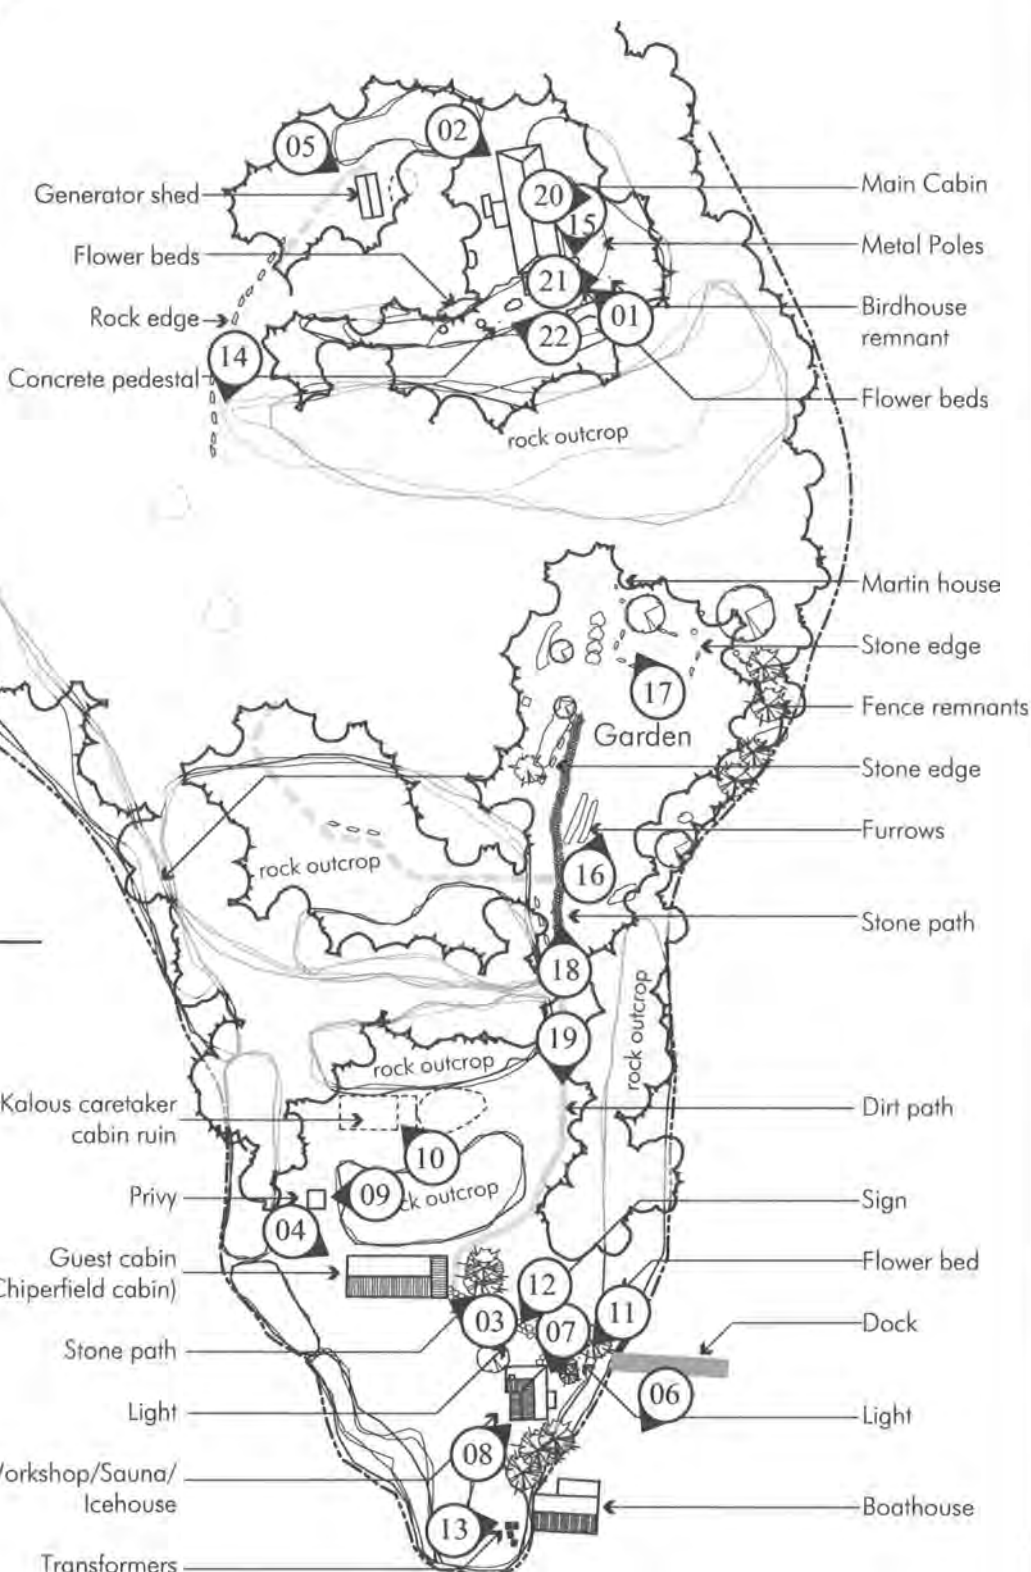 05
02
Generator shed
20
Main Cabin
15
Flower beds
Metal Poles
21
Rock edge
01
Birdhouse
remnant
22
14
Concrete pedestal
Flower beds
rock outcrop
Martin house
Stone edge
17
Fence remnants
Garden
Stone edge
Furrows
rock outcrop
16
Stone path
18
rock outcrop
19
rock outcrop
Kalous caretaker
cabin ruin
Dirt path
10
Privy
09
ck outcrop
Sign
04
Guest cabin
Chiperfield cabin)
Flower bed
12
11
03
07
Dock
Stone path
06
Light
Light
08
orkshop/Sauna/
Icehouse
Boathouse
13
Transformers